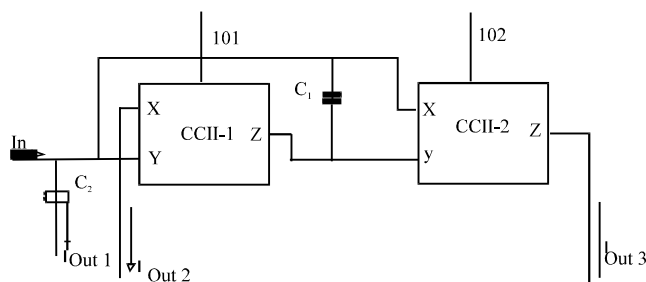 101
102
C₁
X
X
CCII-1
Z
CCII-2
Z
In
Y
y
C₂
I Out 1
I Out 2
I Out 3